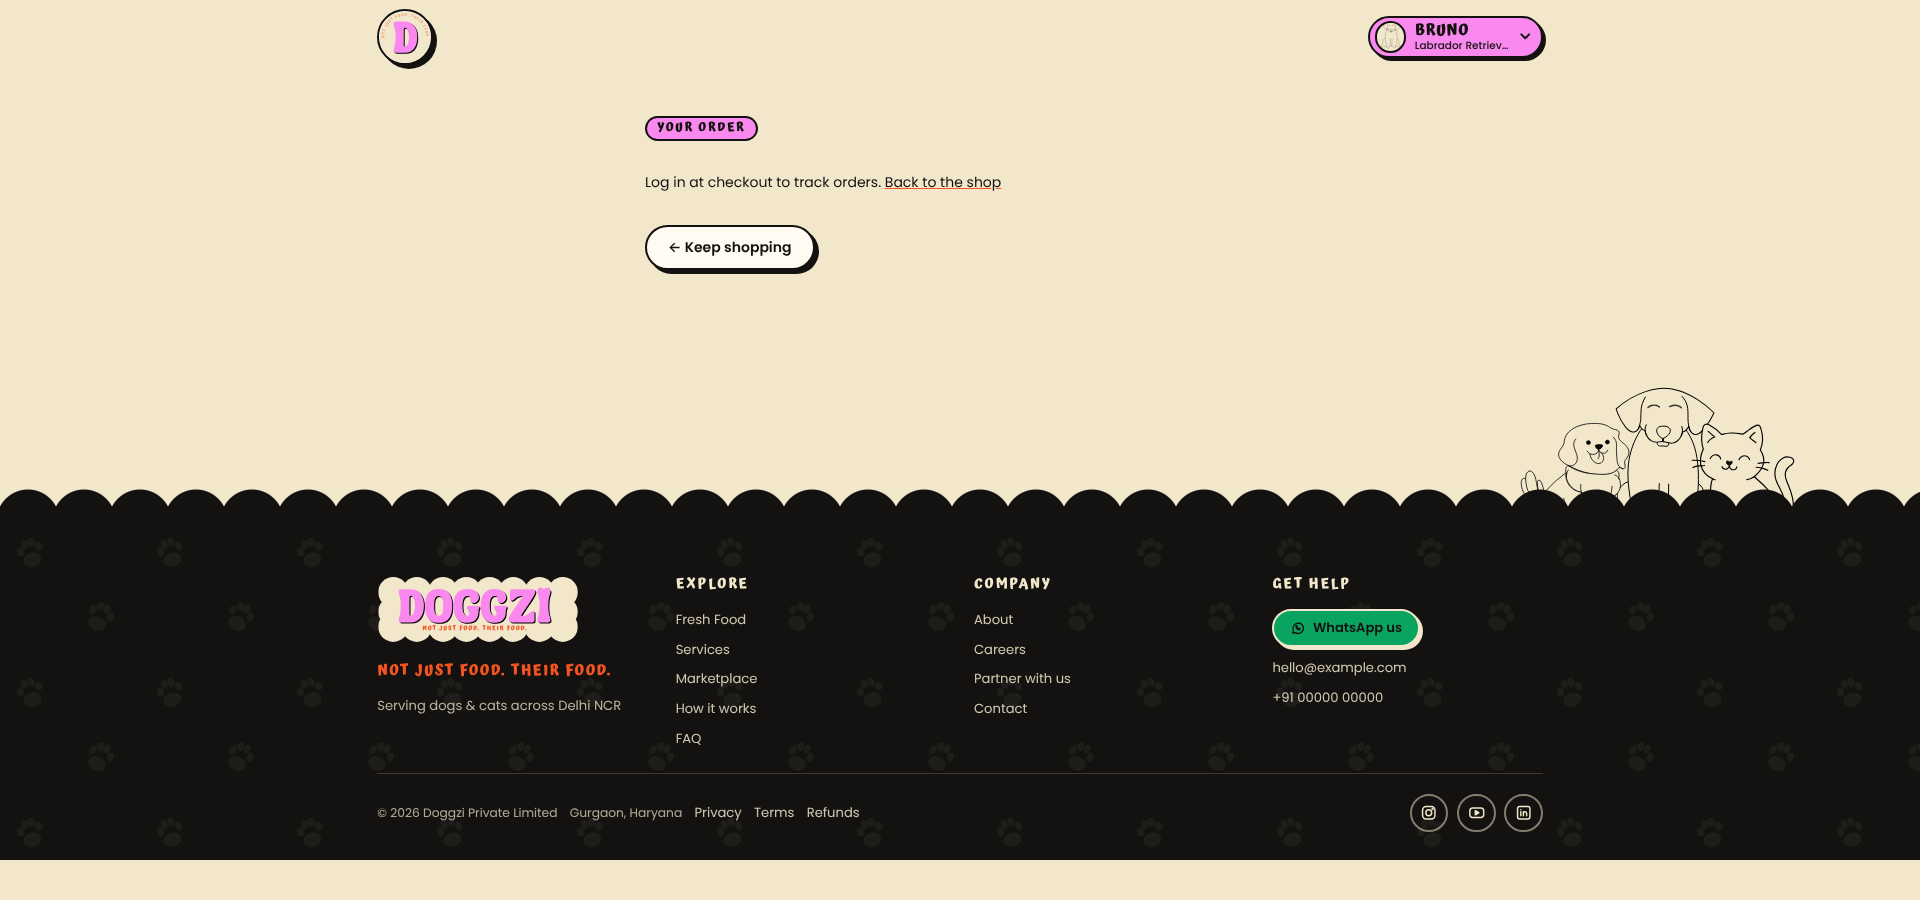 D
BRUNO
Labrador Retriev...
YOUR ORDER
Log in at checkout to track orders. Back to the shop
← Keep shopping
DOGGZI
NOT JUST FOOD. THEIR FOOD.
NOT JUST FOOD. THEIR FOOD.
Serving dogs & cats across Delhi NCR
EXPLORE
Fresh Food
Services
Marketplace
How it works
FAQ
COMPANY
About
Careers
Partner with us
Contact
GET HELP
WhatsApp us
hello@example.com
+91 00000 00000
© 2026 Doggzi Private Limited Gurgaon, Haryana Privacy Terms Refunds